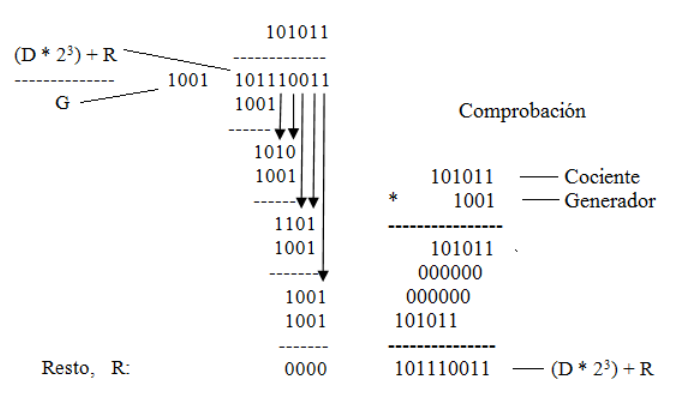 101011
(D * 2³) + R
-------------- --------------
1001 101110011
G 1001
Comprobación
-------
1010
1001 101011 —— Cociente
* 1001 —— Generador
-------
1101 ----------------
1001 101011
000000
--------
1001 000000
1001 101011
------- ---------------
Resto, R: 0000 101110011 —— (D * 2³) + R